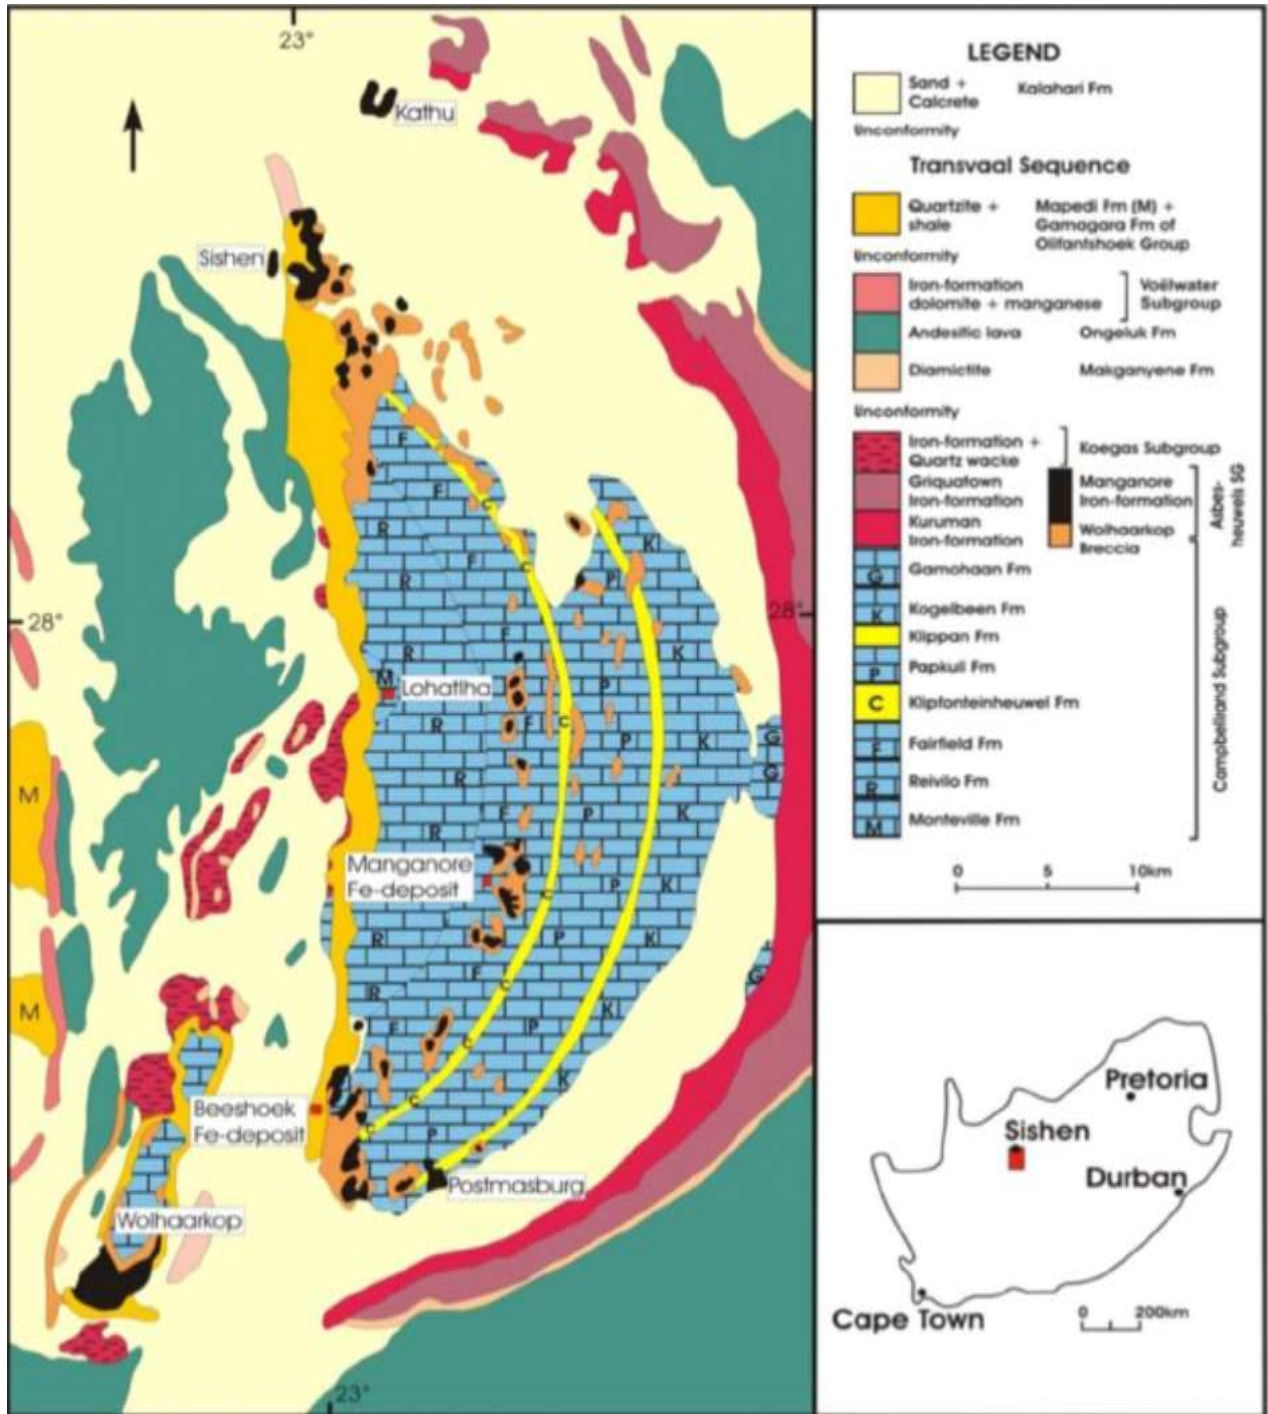 23°
Kathu
Sishen
28°
28°
F
F
C
R
K
F
C
R
P
F
R
K
M
Lohatlha
P
R
F
C
G
P
K
G
M
R
F
P
K
R
Manganore
Fe-deposit
P
K
C
R
P
K
F
C
G
R
K
M
F
P
C
K
Beeshoek
Fe-deposit
C
C
P
Postmasburg
Wolhaarkop
23°
LEGEND
Sand +
Calcrete
Kalahari Fm
Unconformity
Transvaal Sequence
Quartzite +
shale
Mapedi Fm (M) +
Gamagara Fm of
Olifantshoek Group
Unconformity
Iron-formation
dolomite + manganese
Voëlwater
Subgroup
Andesitic lava
Ongeluk Fm
Diamictite
Makganyene Fm
Unconformity
Iron-formation +
Quartz wacke
Koegas Subgroup
Griquatown
Iron-formation
Manganore
Iron-formation
Kuruman
Iron-formation
Wolhaarkop
Breccia
Asbes-
heuwels SG
G
Gamohaan Fm
K
Kogelbeen Fm
Klippan Fm
P
Papkuil Fm
C
Klipfonteinheuwel Fm
F
Fairfield Fm
R
Reivilo Fm
M
Monteville Fm
Campbellrand Subgroup
0 5 10km
Pretoria
Sishen
Durban
Cape Town
0 200km